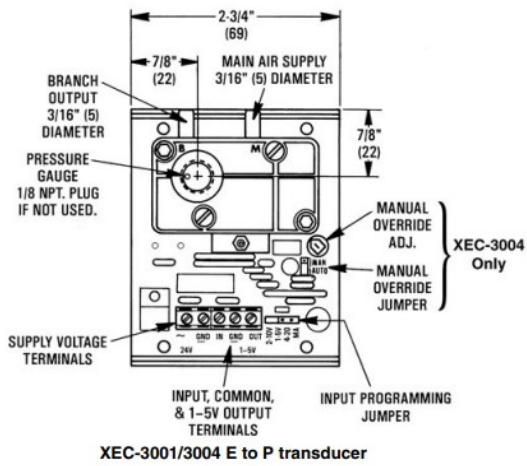 2-3/4"
(69)
7/8"
(22)
MAIN AIR SUPPLY
3/16" (5) DIAMETER
BRANCH
OUTPUT
3/16" (5)
DIAMETER
B
M
7/8"
(22)
PRESSURE
GAUGE
1/8 NPT. PLUG
IF NOT USED.
MANUAL
OVERRIDE
ADJ.
XEC-3004
Only
MAN
AUTO
MANUAL
OVERRIDE
JUMPER
SUPPLY VOLTAGE
TERMINALS
~ GND IN GND OUT
24V 1-5V
2-10V
1-5V
4-20
MA
INPUT, COMMON,
& 1-5V OUTPUT
TERMINALS
INPUT PROGRAMMING
JUMPER
XEC-3001/3004 E to P transducer